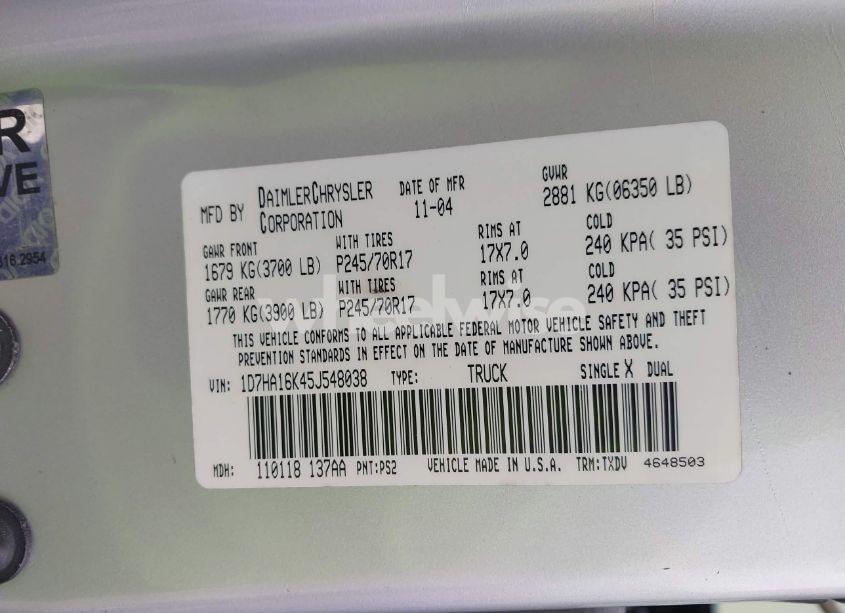 R
VE
316.2954
MFD BY DAIMLERCHRYSLER CORPORATION DATE OF MFR 11-04 GVWR 2881 KG(06350 LB)
GAWR FRONT WITH TIRES RIMS AT COLD
1679 KG(3700 LB) P245/70R17 17X7.0 240 KPA( 35 PSI)
GAWR REAR WITH TIRES RIMS AT COLD
1770 KG(3900 LB) P245/70R17 17X7.0 240 KPA( 35 PSI)
wheelwise
THIS VEHICLE CONFORMS TO ALL APPLICABLE FEDERAL MOTOR VEHICLE SAFETY AND THEFT
PREVENTION STANDARDS IN EFFECT ON THE DATE OF MANUFACTURE SHOWN ABOVE.
VIN: 1D7HA16K45J548038 TYPE: TRUCK SINGLE X DUAL
MDH: 110118 137AA PNT:PS2 VEHICLE MADE IN U.S.A. TRM:TXDV 4648503